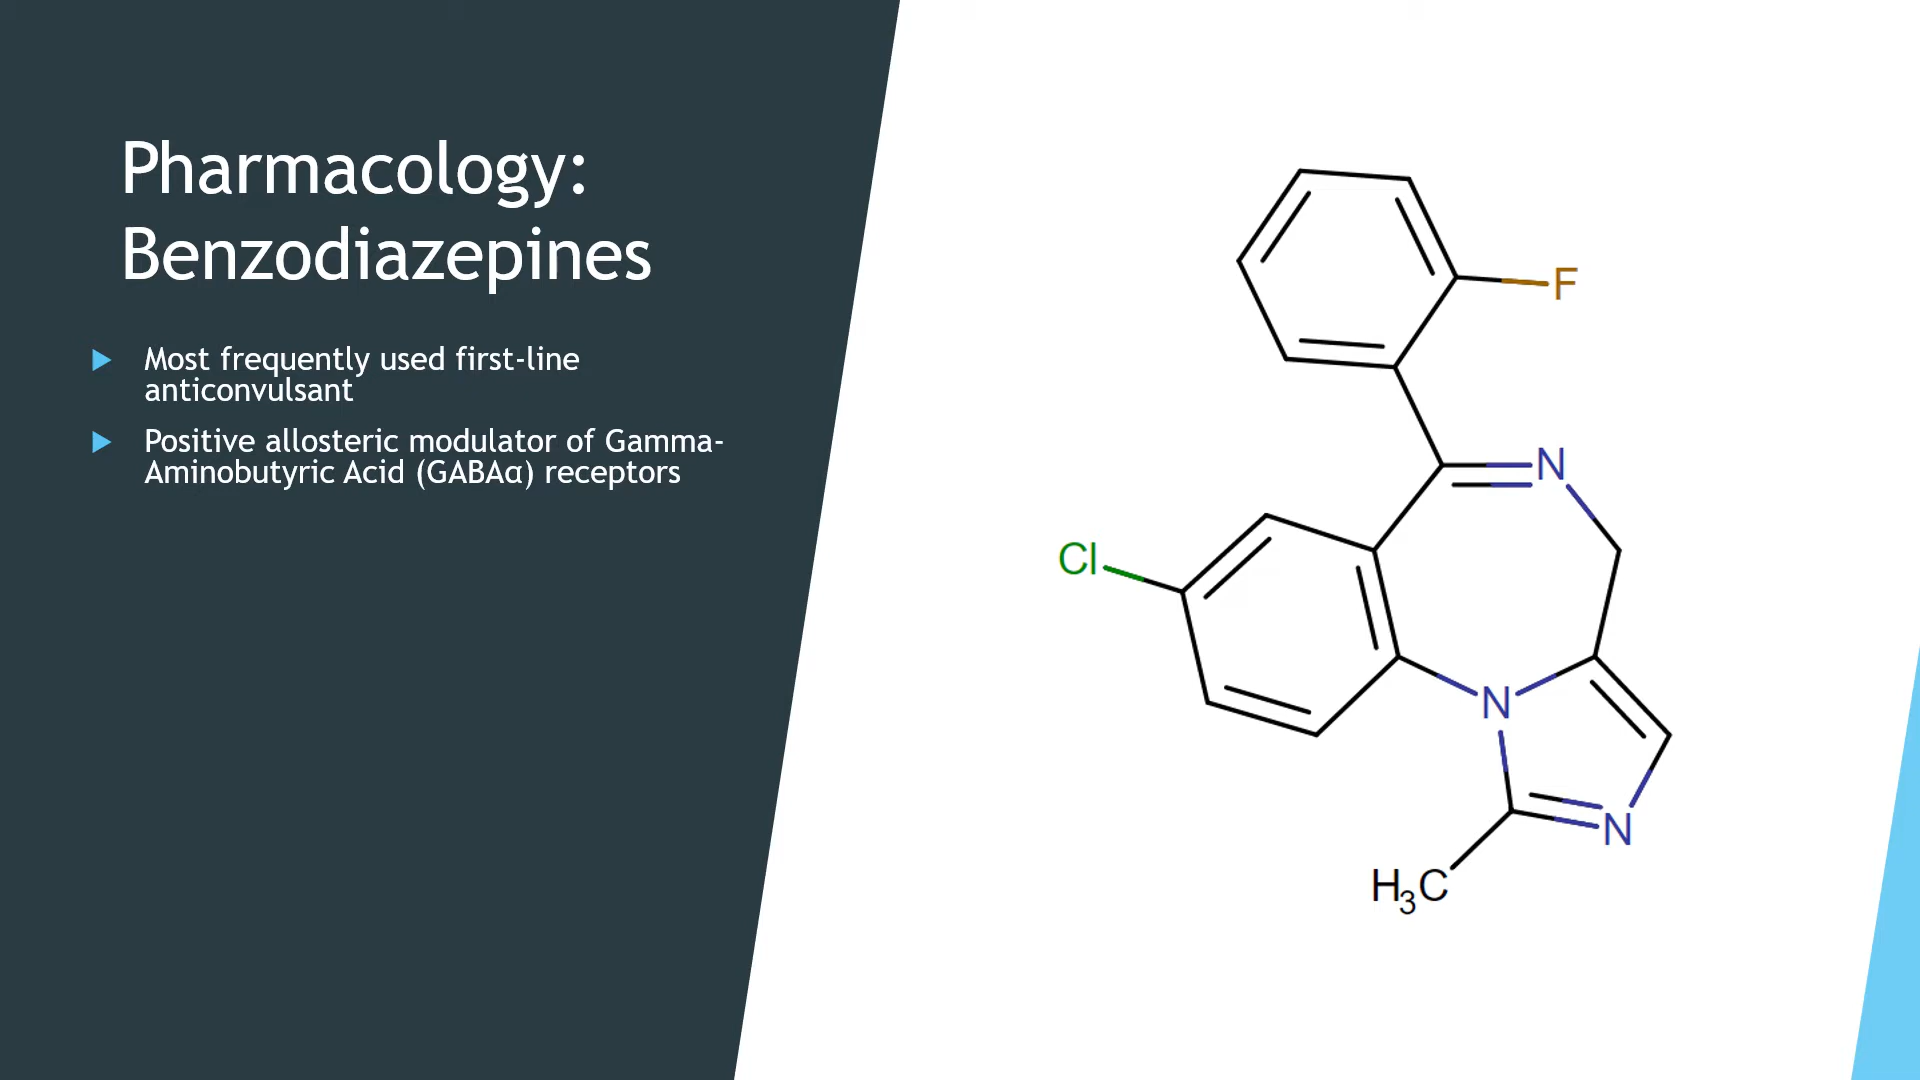 Pharmacology:
Benzodiazepines
Most frequently used first-line
anticonvulsant
Positive allosteric modulator of Gamma-
Aminobutyric Acid (GABAα) receptors
F
N
Cl
N
N
H3C